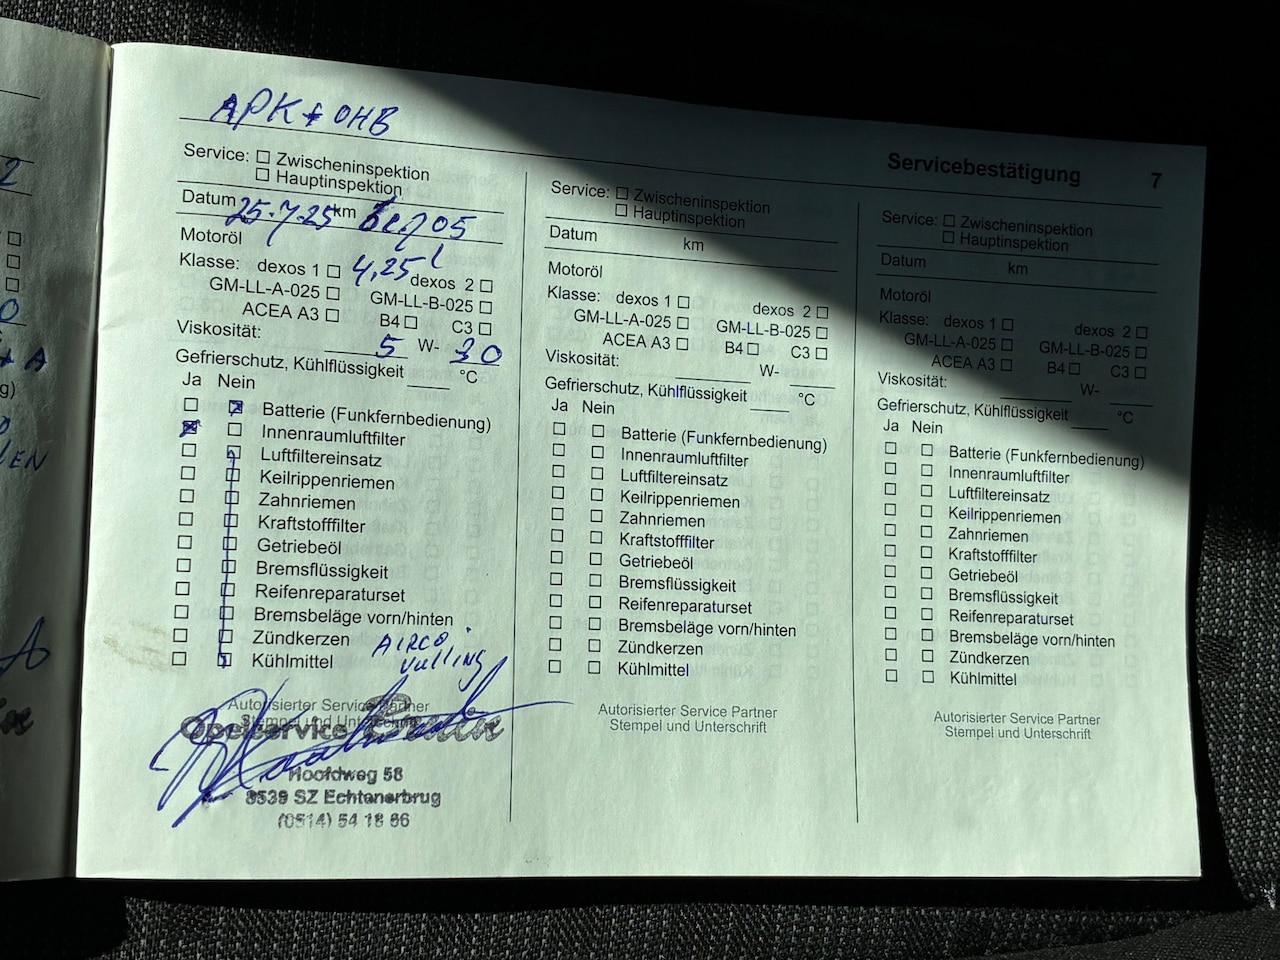 APK + OHB
Servicebestätigung 7
Service: Zwischeninspektion
Hauptinspektion
Datum 25-7-25 km
Motoröl
4,25 l
Klasse: dexos 1 dexos 2
GM-LL-A-025 GM-LL-B-025
ACEA A3 B4 C3
Viskosität: 5 W- 30
Gefrierschutz, Kühlflüssigkeit °C
Ja Nein
Batterie (Funkfernbedienung)
Innenraumluftfilter
Luftfiltereinsatz
Keilrippenriemen
Zahnriemen
Kraftstofffilter
Getriebeöl
Bremsflüssigkeit
Reifenreparaturset
Bremsbeläge vorn/hinten
Zündkerzen
Kühlmittel
AIRCO
vulling
Autorisierter Service Partner
Stempel und Unterschrift
Opelservice
Hoofdweg 58
8539 SZ Echtenerbrug
(0514) 54 18 66
Service: Zwischeninspektion
Hauptinspektion
Datum km
Motoröl
Klasse: dexos 1 dexos 2
GM-LL-A-025 GM-LL-B-025
ACEA A3 B4 C3
Viskosität: W-
Gefrierschutz, Kühlflüssigkeit °C
Ja Nein
Batterie (Funkfernbedienung)
Innenraumluftfilter
Luftfiltereinsatz
Keilrippenriemen
Zahnriemen
Kraftstofffilter
Getriebeöl
Bremsflüssigkeit
Reifenreparaturset
Bremsbeläge vorn/hinten
Zündkerzen
Kühlmittel
Autorisierter Service Partner
Stempel und Unterschrift
Service: Zwischeninspektion
Hauptinspektion
Datum km
Motoröl
Klasse: dexos 1 dexos 2
GM-LL-A-025 GM-LL-B-025
ACEA A3 B4 C3
Viskosität: W-
Gefrierschutz, Kühlflüssigkeit °C
Ja Nein
Batterie (Funkfernbedienung)
Innenraumluftfilter
Luftfiltereinsatz
Keilrippenriemen
Zahnriemen
Kraftstofffilter
Getriebeöl
Bremsflüssigkeit
Reifenreparaturset
Bremsbeläge vorn/hinten
Zündkerzen
Kühlmittel
Autorisierter Service Partner
Stempel und Unterschrift